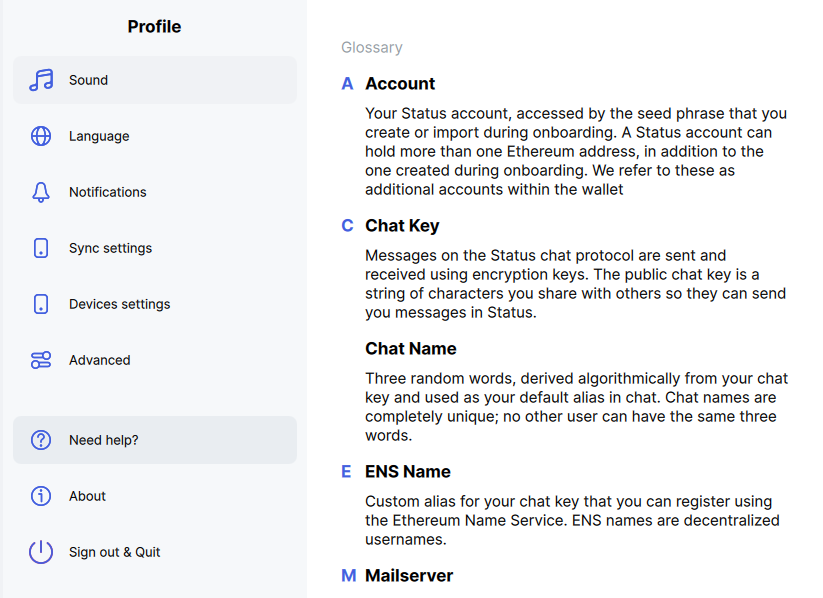 Profile
Sound
Language
Notifications
Sync settings
Devices settings
Advanced
Need help?
About
Sign out & Quit
Glossary
A Account
Your Status account, accessed by the seed phrase that you
create or import during onboarding. A Status account can
hold more than one Ethereum address, in addition to the
one created during onboarding. We refer to these as
additional accounts within the wallet
C Chat Key
Messages on the Status chat protocol are sent and
received using encryption keys. The public chat key is a
string of characters you share with others so they can send
you messages in Status.
Chat Name
Three random words, derived algorithmically from your chat
key and used as your default alias in chat. Chat names are
completely unique; no other user can have the same three
words.
E ENS Name
Custom alias for your chat key that you can register using
the Ethereum Name Service. ENS names are decentralized
usernames.
M Mailserver